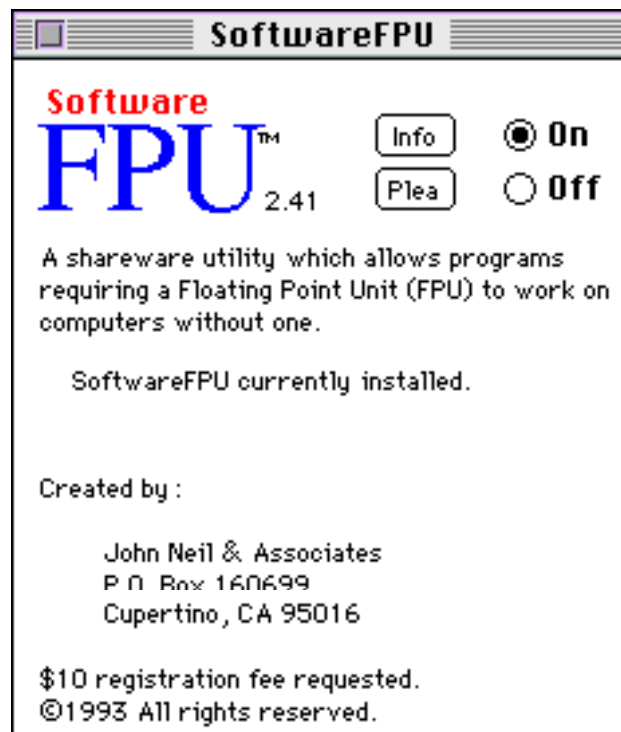 SoftwareFPU
Software
FPU™ 2.41
Info
On
Plea
Off
A shareware utility which allows programs
requiring a Floating Point Unit (FPU) to work on
computers without one.
SoftwareFPU currently installed.
Created by :
John Neil & Associates
P.O. Box 160699
Cupertino, CA 95016
$10 registration fee requested.
©1993 All rights reserved.